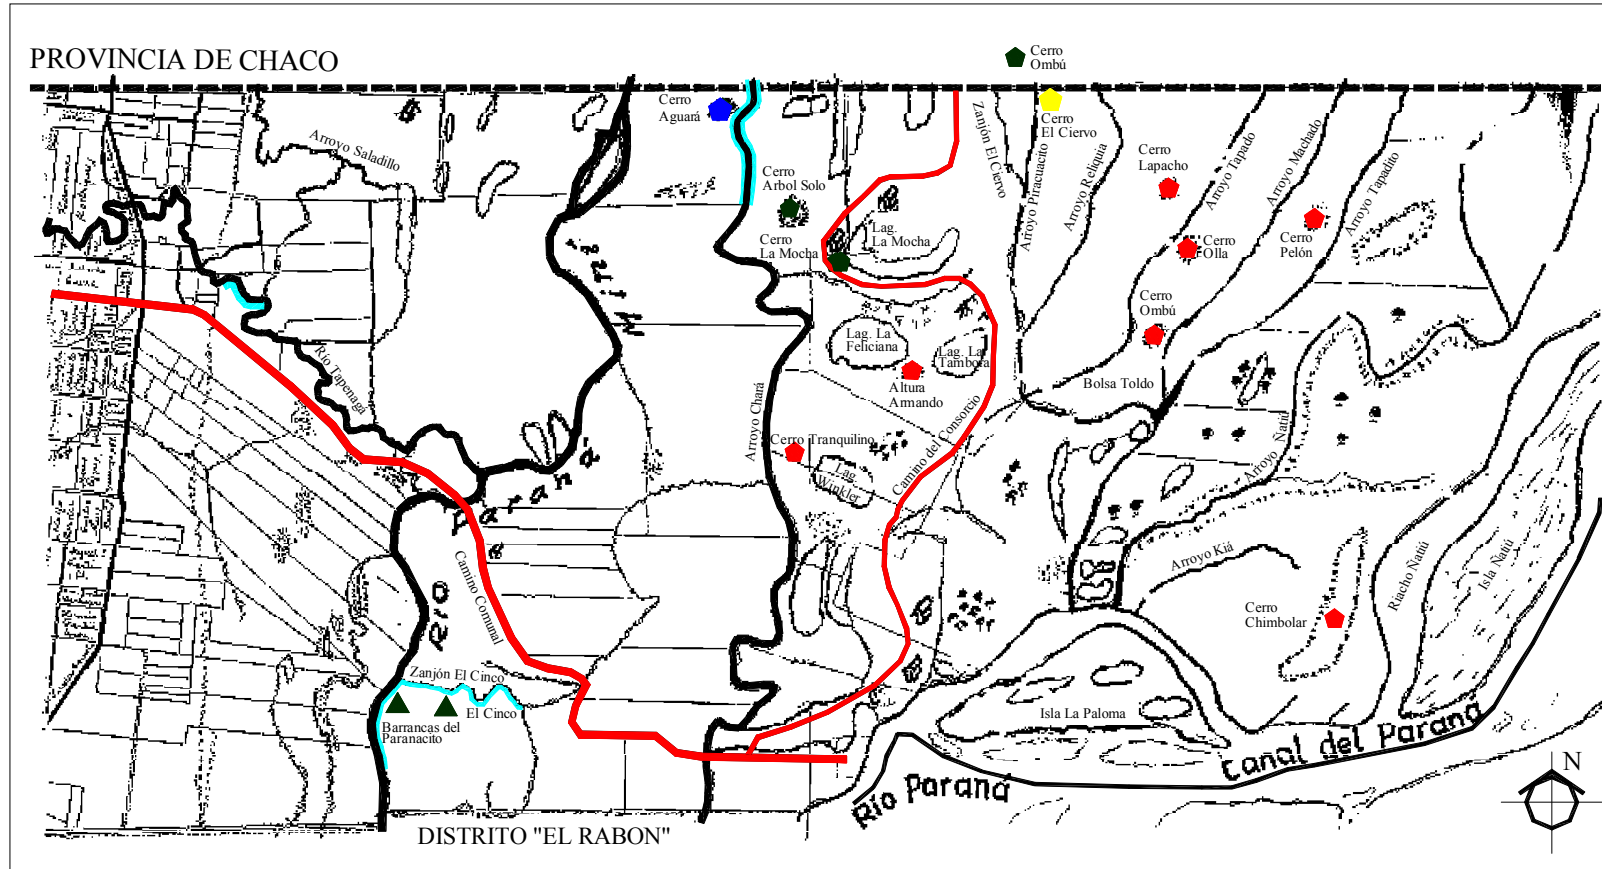 Cerro
Ombú
PROVINCIA DE CHACO
Cerro
Aguará
Cerro
El Ciervo
Zanjón El Ciervo
Arroyo Saladillo
Arroyo Piracuacito
Arroyo Reliquia
Cerro
Lapacho
Arroyo Tapado
Arroyo Machado
Arroyo Tapadito
Cerro
Arbol Solo
Cerro
La Mocha
Lag.
La Mocha
Cerro
Olla
Cerro
Pelón
Miní
Cerro
Ombú
Río Tapenagá
Lag. La
Feliciana
Lag. La
Tambora
Altura
Armando
Bolsa Toldo
Arroyo Chará
Camino del Consorcio
Cerro Tranquilino
Lag.
Winkler
Arroyo Ñatiú
Paraná
Río
Camino Comunal
Arroyo Kiá
Riacho Ñatiú
Isla Ñatiú
Cerro
Chimbolar
Zanjón El Cinco
El Cinco
Barrancas del
Paranacito
Isla La Paloma
Canal del Paraná
Río Paraná
N
DISTRITO "EL RABON"